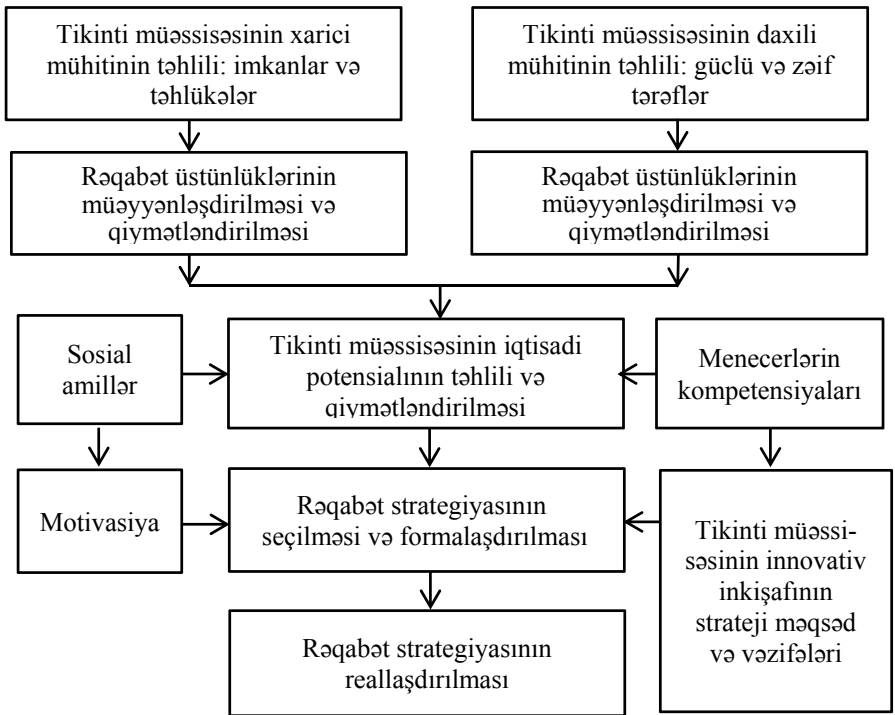 Tikinti müəssisəsinin xarici
mühitinin təhlili: imkanlar və
təhlükələr
Tikinti müəssisəsinin daxili
mühitinin təhlili: güclü və zəif
tərəflər
Rəqabət üstünlüklərinin
müəyyənləşdirilməsi və
qiymətləndirilməsi
Rəqabət üstünlüklərinin
müəyyənləşdirilməsi və
qiymətləndirilməsi
Sosial
amillər
Tikinti müəssisəsinin iqtisadi
potensialının təhlili və
qiymətləndirilməsi
Menecerlərin
kompetensiyaları
Motivasiya
Rəqabət strategiyasının
seçilməsi və formalaşdırılması
Tikinti müəssi-
səsinin innovativ
inkişafının
strateji məqsəd
və vəzifələri
Rəqabət strategiyasının
reallaşdırılması